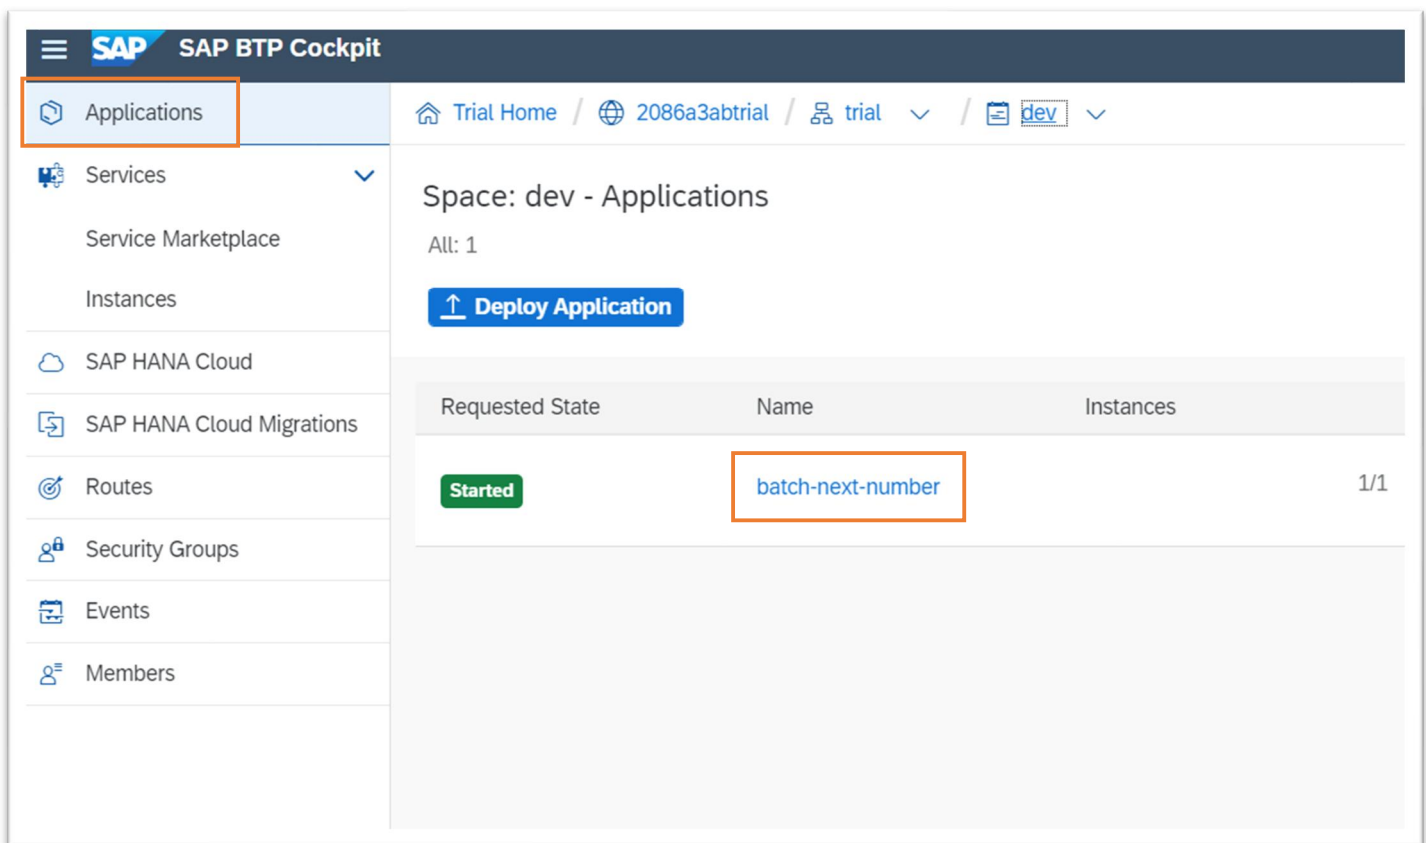 SAP SAP BTP Cockpit
Applications
Trial Home / 2086a3abtrial / trial / dev
Services
Service Marketplace
Instances
SAP HANA Cloud
SAP HANA Cloud Migrations
Routes
Security Groups
Events
Members
Space: dev - Applications
All: 1
Deploy Application
Requested State Name Instances
Started batch-next-number 1/1